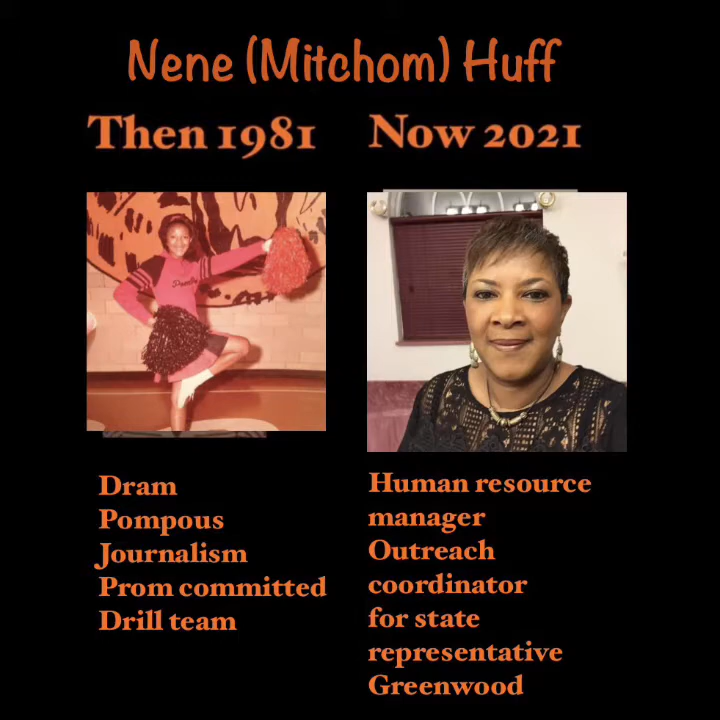 Nene (Mitchom) Huff
Then 1981
Now 2021
Dram
Pompous
Journalism
Prom committed
Drill team
Human resource
manager
Outreach
coordinator
for state
representative
Greenwood